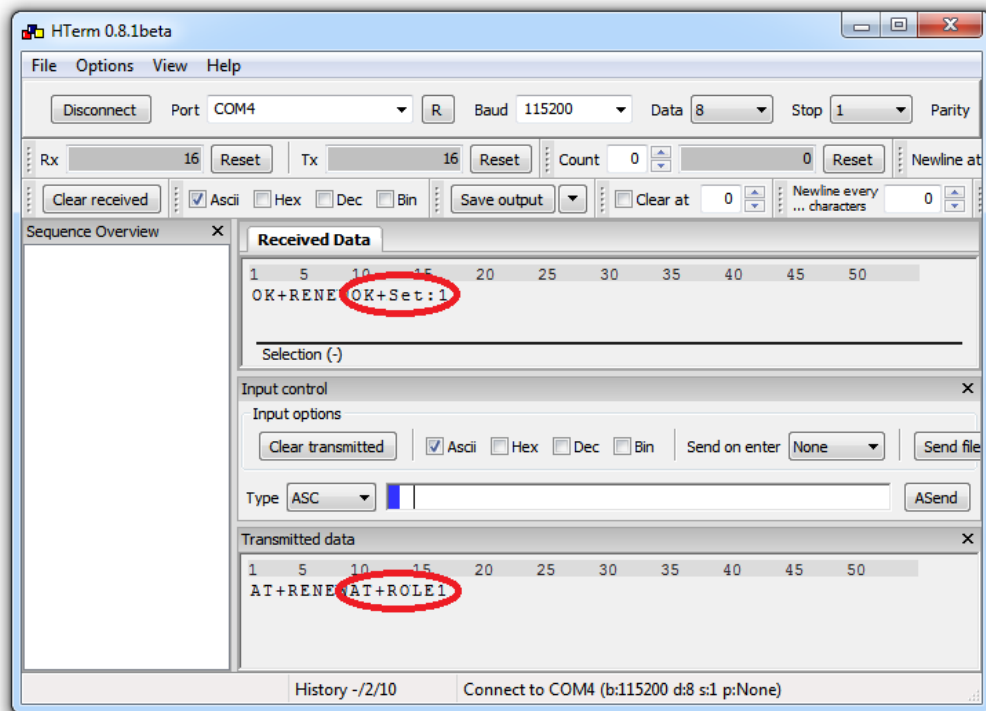 HTerm 0.8.1beta
File Options View Help
Disconnect Port COM4 R Baud 115200 Data 8 Stop 1 Parity
Rx 16 Reset Tx 16 Reset Count 0 0 Reset Newline at
Clear received Ascii Hex Dec Bin Save output Clear at 0 Newline every ... characters 0
Sequence Overview X
Received Data
1 5 10 15 20 25 30 35 40 45 50
OK+RENEWOK+Set:1
Selection (-)
Input control X
Input options
Clear transmitted Ascii Hex Dec Bin Send on enter None Send file
Type ASC ASend
Transmitted data X
1 5 10 15 20 25 30 35 40 45 50
AT+RENEWAT+ROLE1
History -/2/10 Connect to COM4 (b:115200 d:8 s:1 p:None)